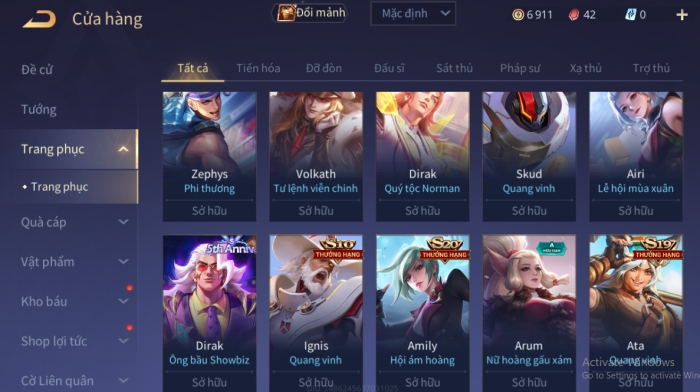 Cửa hàng
Đổi mảnh
Mặc định
6 911
42
0
Đề cử
Tướng
Trang phục
Trang phục
Quà cáp
Vật phẩm
Kho báu
Shop lợi tức
Cờ Liên quân
Tất cả Tiến hóa Đỡ đòn Đấu sĩ Sát thủ Pháp sư Xạ thủ Trợ thủ
Zephys
Phi thương
Sở hữu
Volkath
Tư lệnh viễn chinh
Sở hữu
Dirak
Quý tộc Norman
Sở hữu
Skud
Quang vinh
Sở hữu
Airi
Lễ hội mùa xuân
Sở hữu
5th Anniv
Dirak
Ông bầu Showbiz
Sở hữu
S10
THƯỞNG HẠNG
Ignis
Quang vinh
Sở hữu
S20
THƯỞNG HẠNG
Amily
Hội ám hoàng
Sở hữu
A
HỮU HẠN
Arum
Nữ hoàng gấu xám
Sở hữu
S19
THƯỞNG HẠNG
Ata
Quang vinh
Sở hữu
Activate Windows
Go to Settings to activate Win